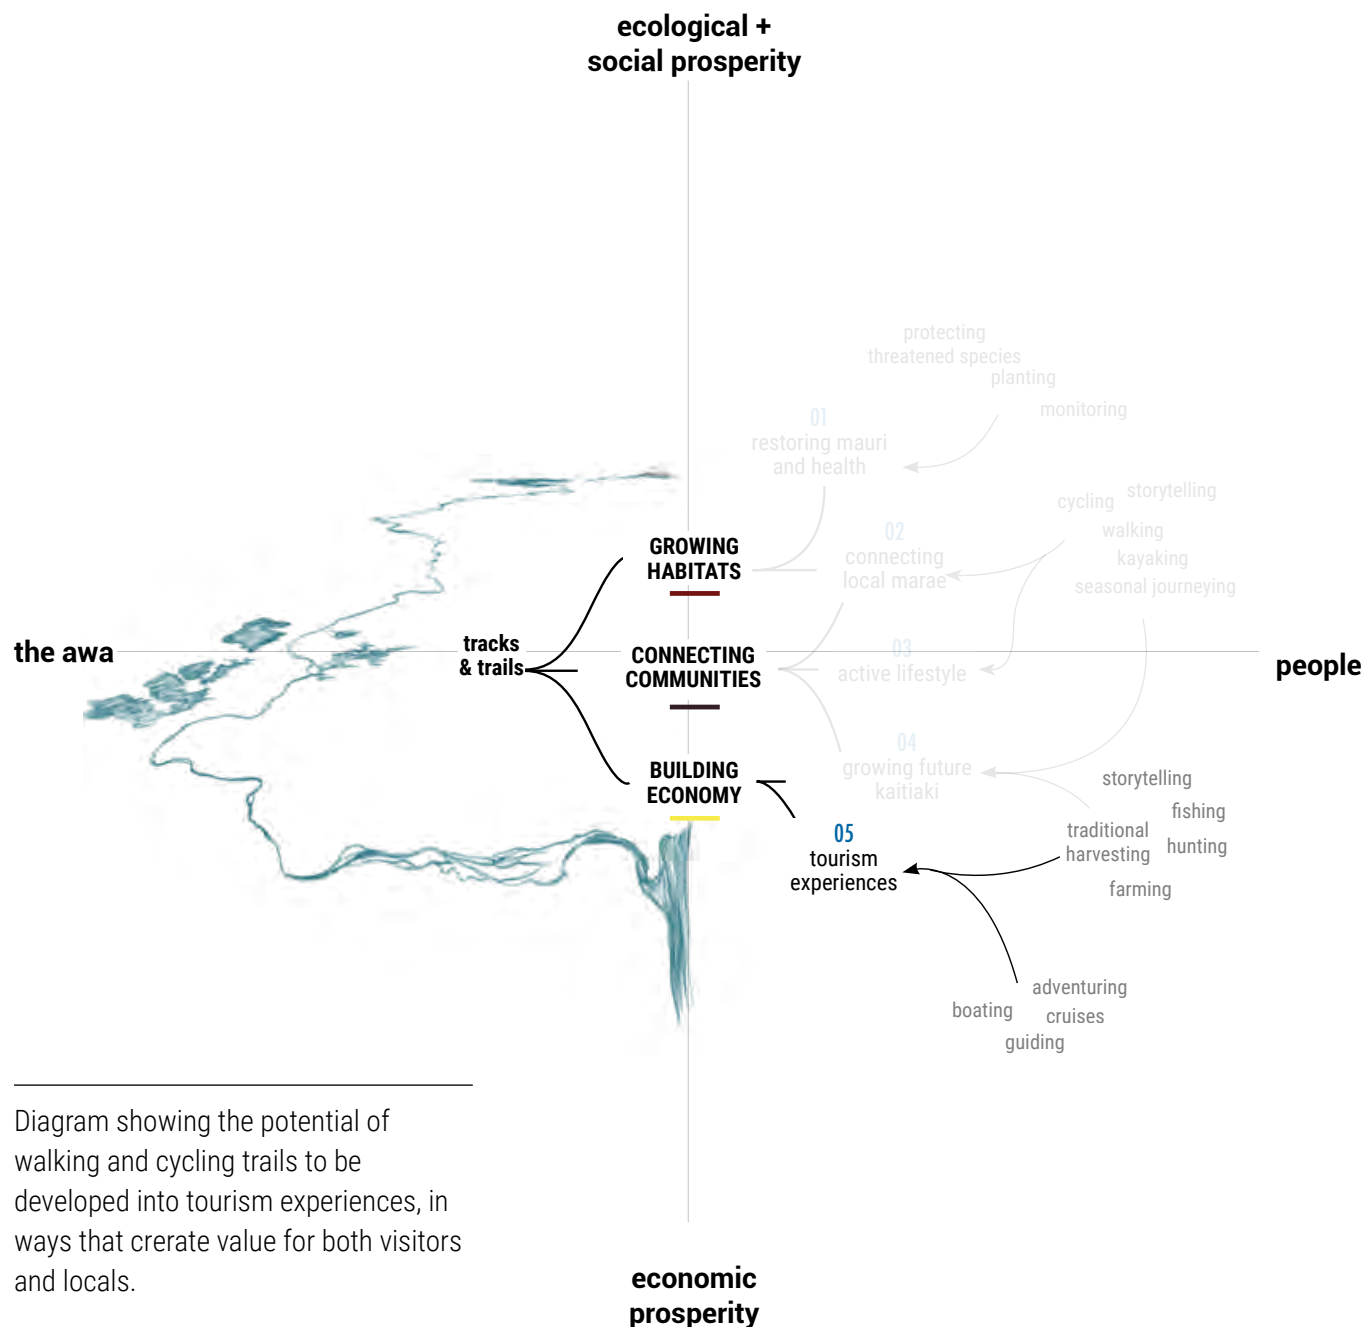 ecological +
social prosperity
protecting
threatened species
planting
monitoring
01
restoring mauri
and health
storytelling
cycling
walking
kayaking
seasonal journeying
02
connecting
local marae
GROWING
HABITATS
the awa
tracks
& trails
CONNECTING
COMMUNITIES
03
active lifestyle
people
04
growing future
kaitiaki
BUILDING
ECONOMY
storytelling
fishing
traditional
harvesting
hunting
farming
05
tourism
experiences
adventuring
boating
cruises
guiding
Diagram showing the potential of
walking and cycling trails to be
developed into tourism experiences, in
ways that crerate value for both visitors
and locals.
economic
prosperity